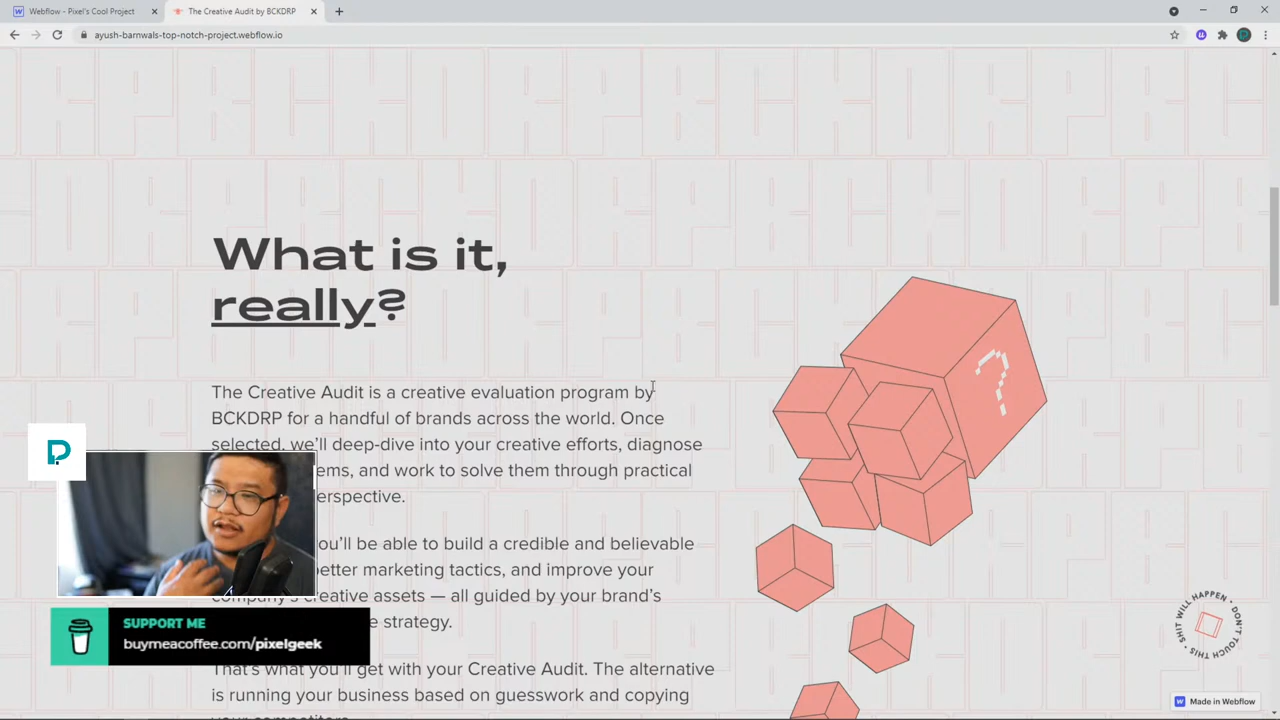 Webflow - Pixel's Cool Project
The Creative Audit by BCKDRP
ayush-barnwals-top-notch-project.webflow.io
What is it,
really?
The Creative Audit is a creative evaluation program by
BCKDRP for a handful of brands across the world. Once
selected, we'll deep-dive into your creative efforts, diagnose
ems, and work to solve them through practical
erspective.
ou'll be able to build a credible and believable
etter marketing tactics, and improve your
company's creative assets — all guided by your brand's
e strategy.
That's what you'll get with your Creative Audit. The alternative
is running your business based on guesswork and copying
your competitors.
?
SUPPORT ME
buymeacoffee.com/pixelgeek
SHIT WILL HAPPEN • DON'T TOUCH THIS •
Made in Webflow